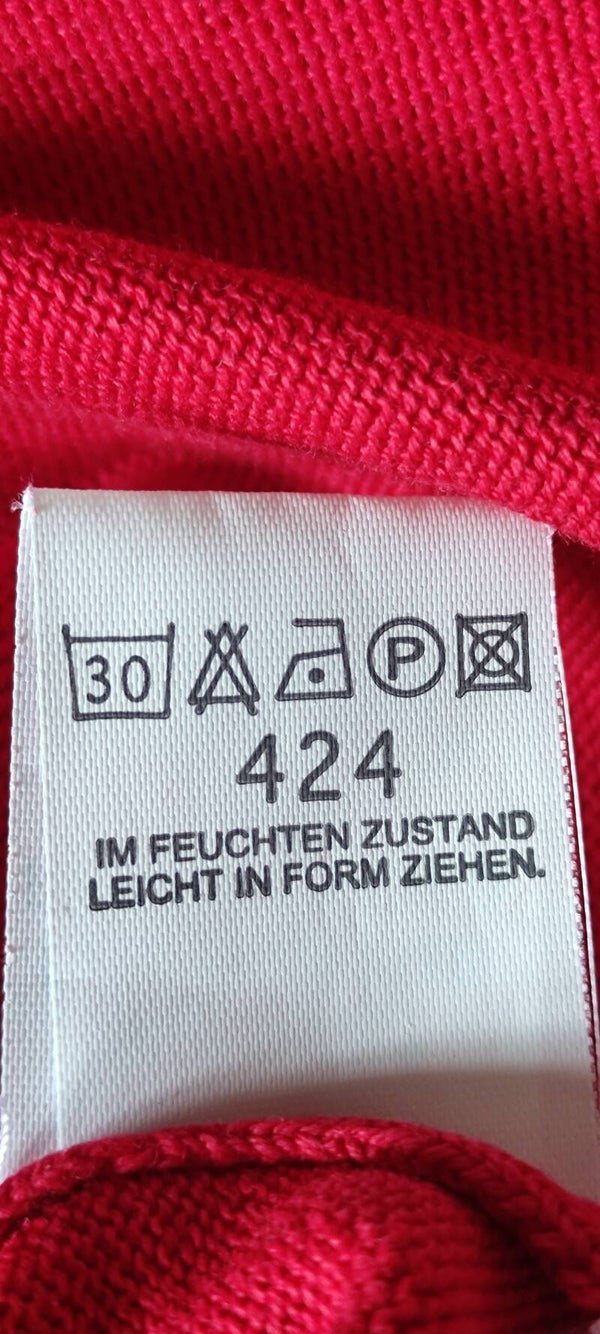 30 P
424
IM FEUCHTEN ZUSTAND
LEICHT IN FORM ZIEHEN.